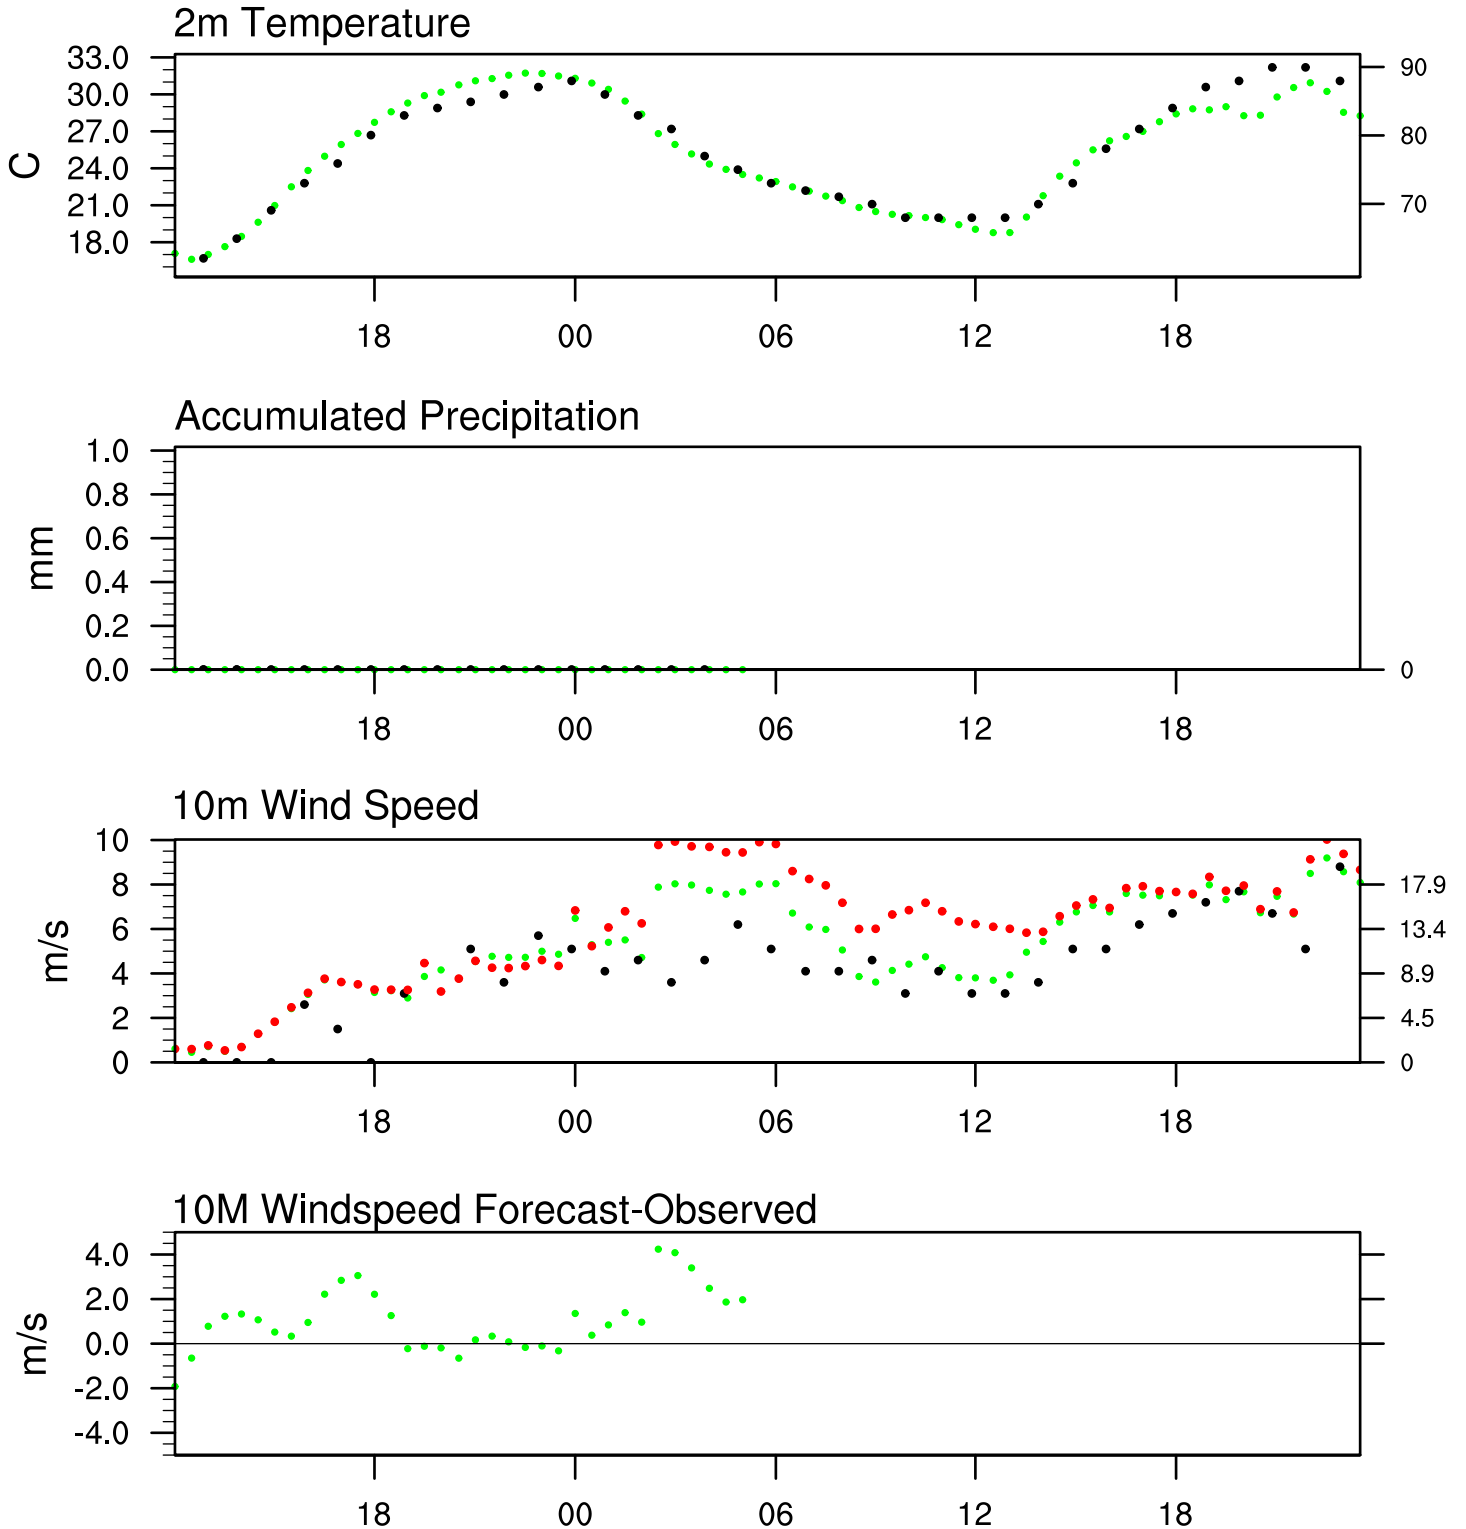 2m Temperature
33.0
30.0
27.0
24.0
21.0
18.0
C
90
80
70
18 00 06 12 18
Accumulated Precipitation
1.0
0.8
0.6
0.4
0.2
0.0
mm
0
18 00 06 12 18
10m Wind Speed
10
8
6
4
2
0
m/s
17.9
13.4
8.9
4.5
0
18 00 06 12 18
10M Windspeed Forecast-Observed
4.0
2.0
0.0
-2.0
-4.0
m/s
18 00 06 12 18